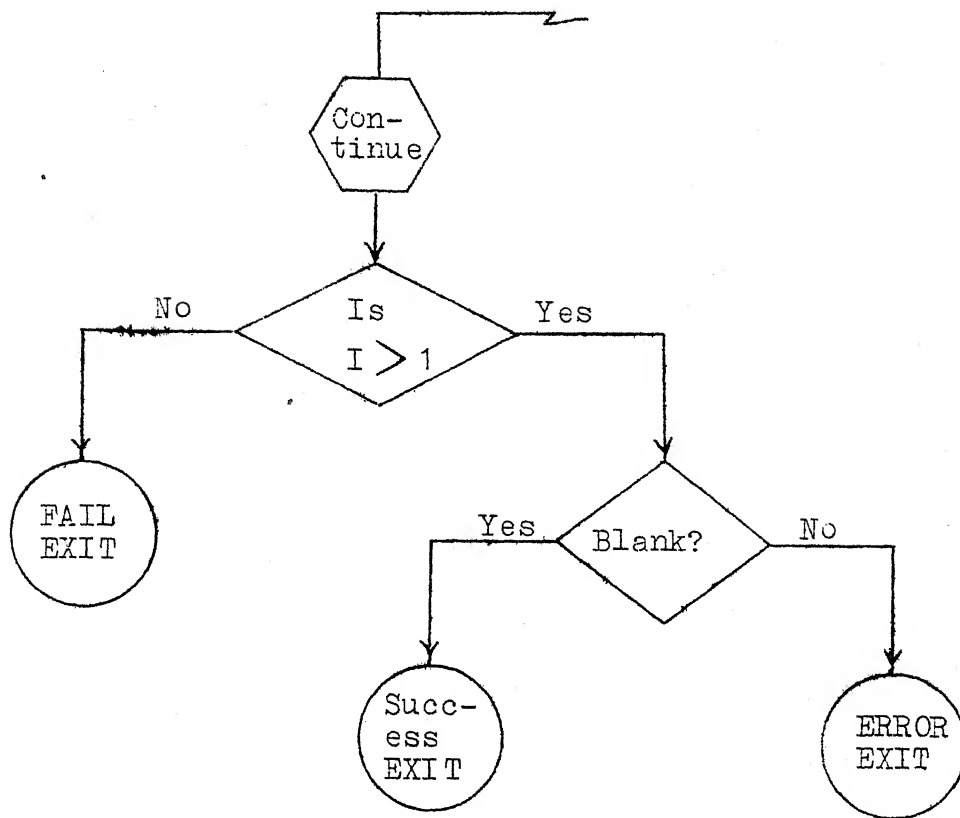 Con-
tinue
No
Is
Yes
I > 1
FAIL
EXIT
Yes
Blank?
No
Succ-
ess
EXIT
ERROR
EXIT